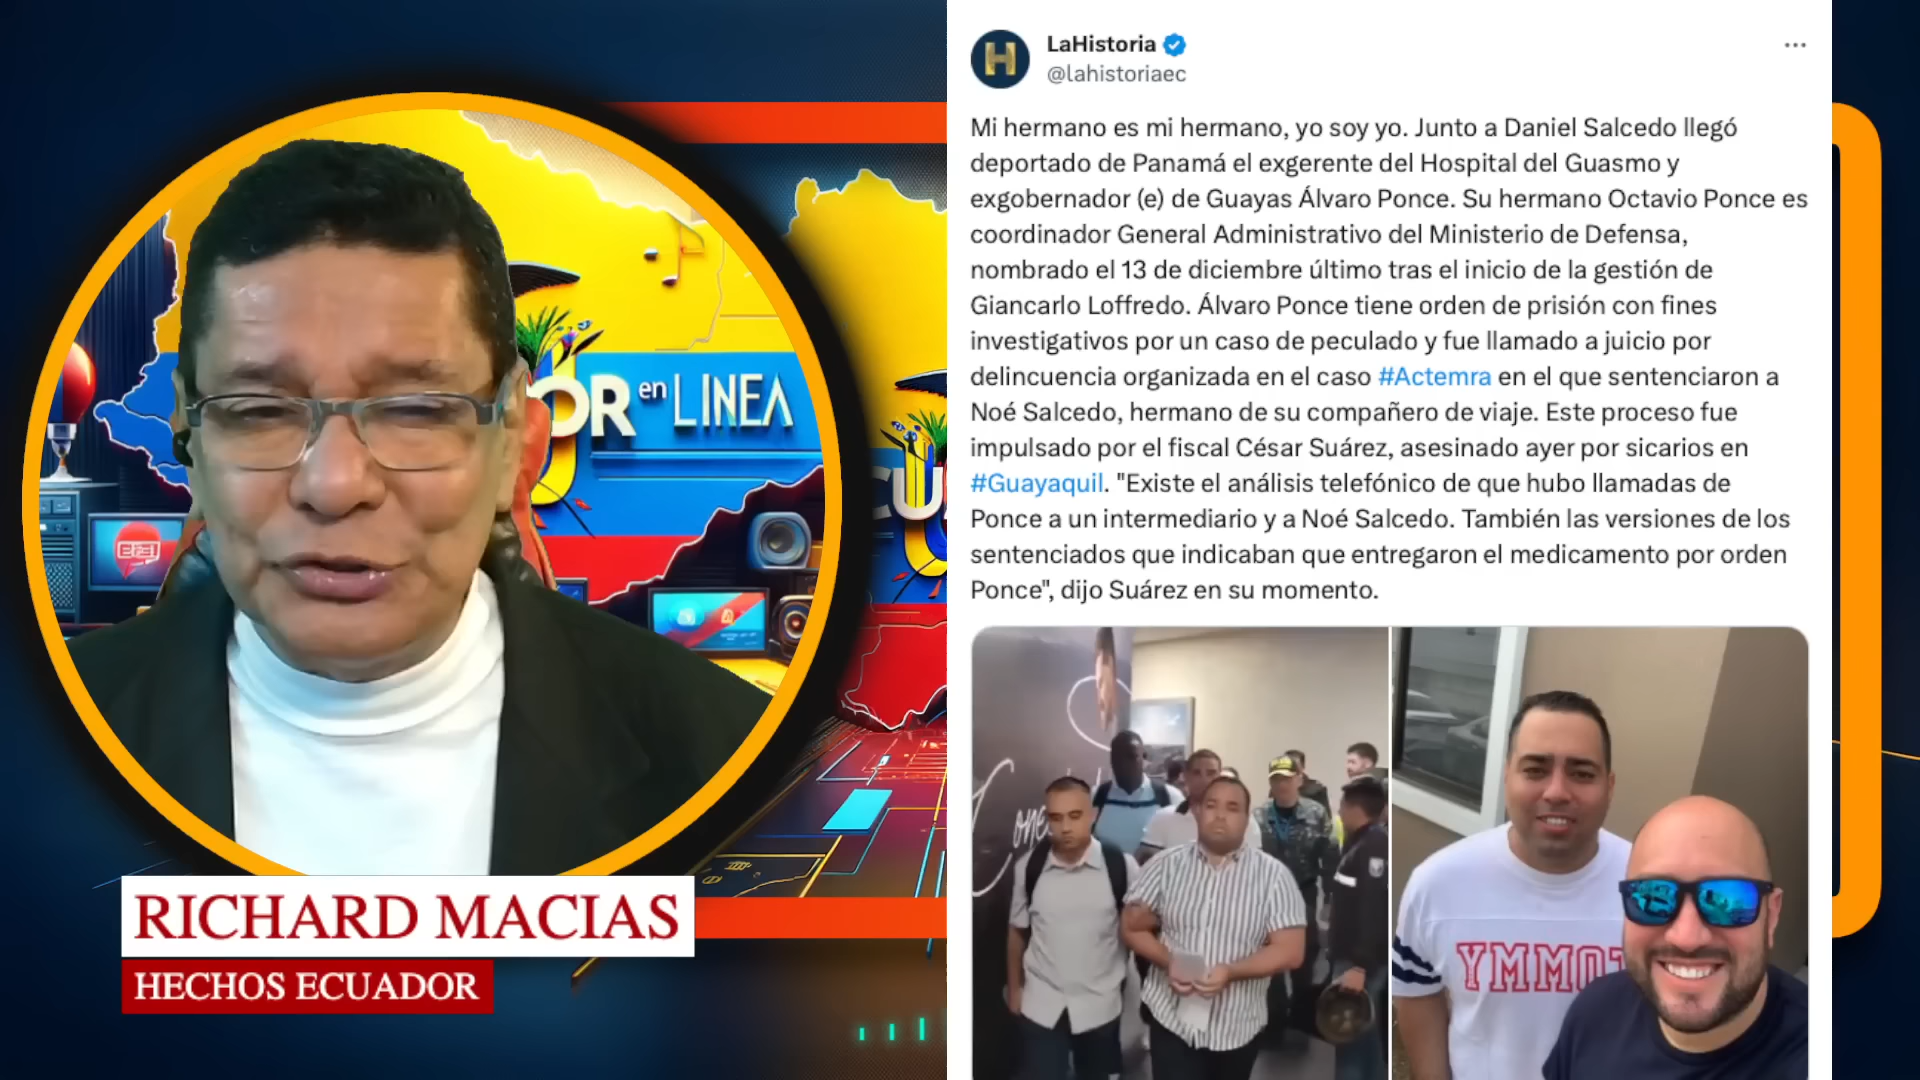 LaHistoria
@lahistoriaec
Mi hermano es mi hermano, yo soy yo. Junto a Daniel Salcedo llegó
deportado de Panamá el exgerente del Hospital del Guasmo y
exgobernador (e) de Guayas Álvaro Ponce. Su hermano Octavio Ponce es
coordinador General Administrativo del Ministerio de Defensa,
nombrado el 13 de diciembre último tras el inicio de la gestión de
Giancarlo Loffredo. Álvaro Ponce tiene orden de prisión con fines
investigativos por un caso de peculado y fue llamado a juicio por
delincuencia organizada en el caso #Actemra en el que sentenciaron a
Noé Salcedo, hermano de su compañero de viaje. Este proceso fue
impulsado por el fiscal César Suárez, asesinado ayer por sicarios en
#Guayaquil. "Existe el análisis telefónico de que hubo llamadas de
Ponce a un intermediario y a Noé Salcedo. También las versiones de los
sentenciados que indicaban que entregaron el medicamento por orden
Ponce", dijo Suárez en su momento.
OR en LINEA
CU
RICHARD MACIAS
HECHOS ECUADOR